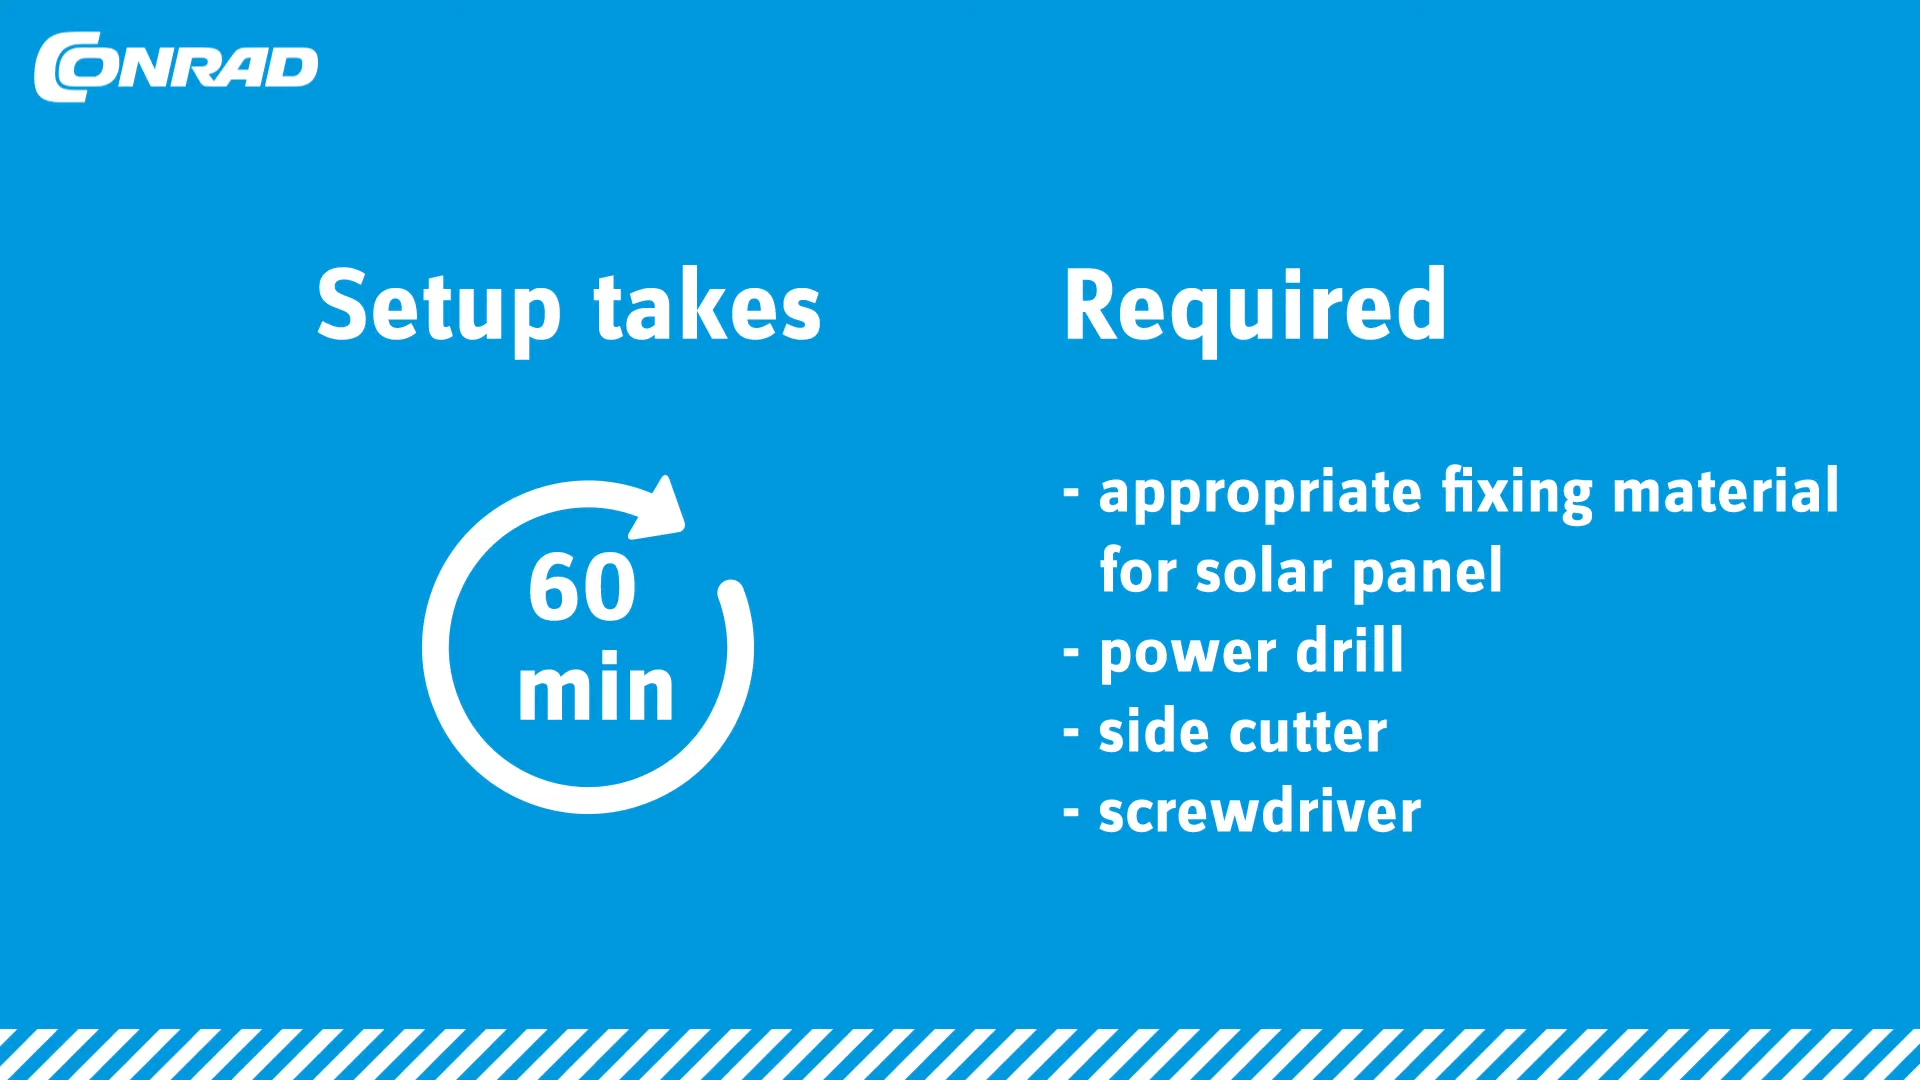 CONRAD
Setup takes
60
min
Required
- appropriate fixing material
for solar panel
- power drill
- side cutter
- screwdriver